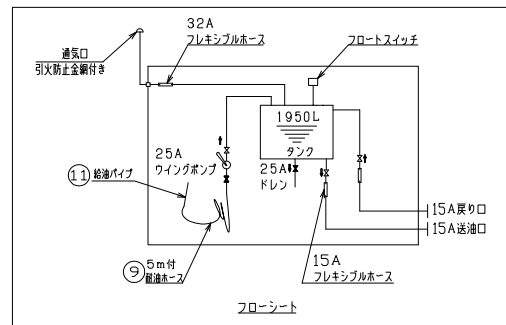 32A
フレキシブルホース
フロートスイッチ
通気口
引火防止金網付き
1950L
タンク
25A
ウイングポンプ
25A
ドレン
⑪ 給油パイプ
15A戻り口
15A送油口
⑨ 5m付
耐油ホース
15A
フレキシブルホース
フローシート